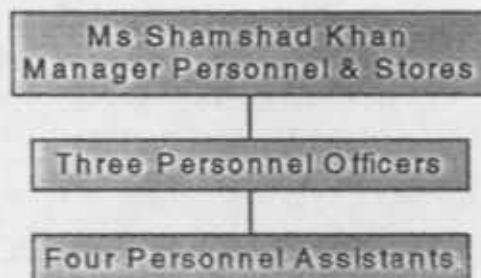 Ms Shamshad Khan
Manager Personnel & Stores
Three Personnel Officers
Four Personnel Assistants.